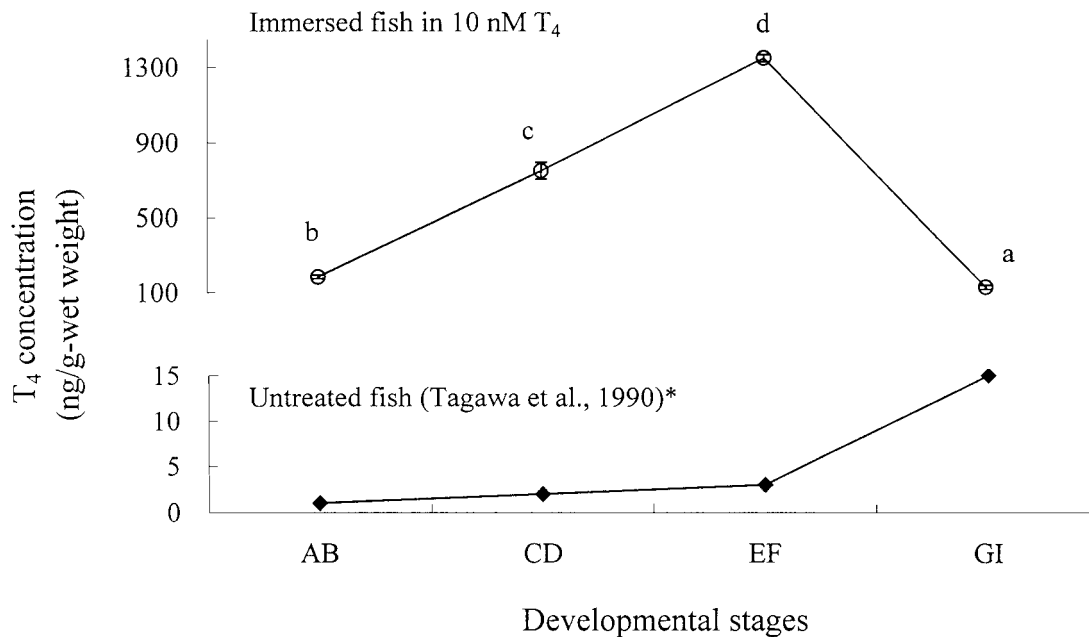 Immersed fish in 10 nM T₄
d
1300
c
900
b
500
a
100
T₄ concentration
(ng/g-wet weight)
15
Untreated fish (Tagawa et al., 1990)*
10
5
0
AB CD EF GI
Developmental stages